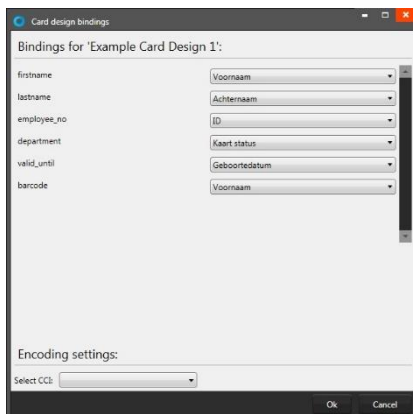 Card design bindings
Bindings for 'Example Card Design 1':
firstname Voornaam
lastname Achternaam
employee_no ID
department Kaart status
valid_until Geboortedatum
barcode Voornaam
Encoding settings:
Select CCI:
Ok Cancel